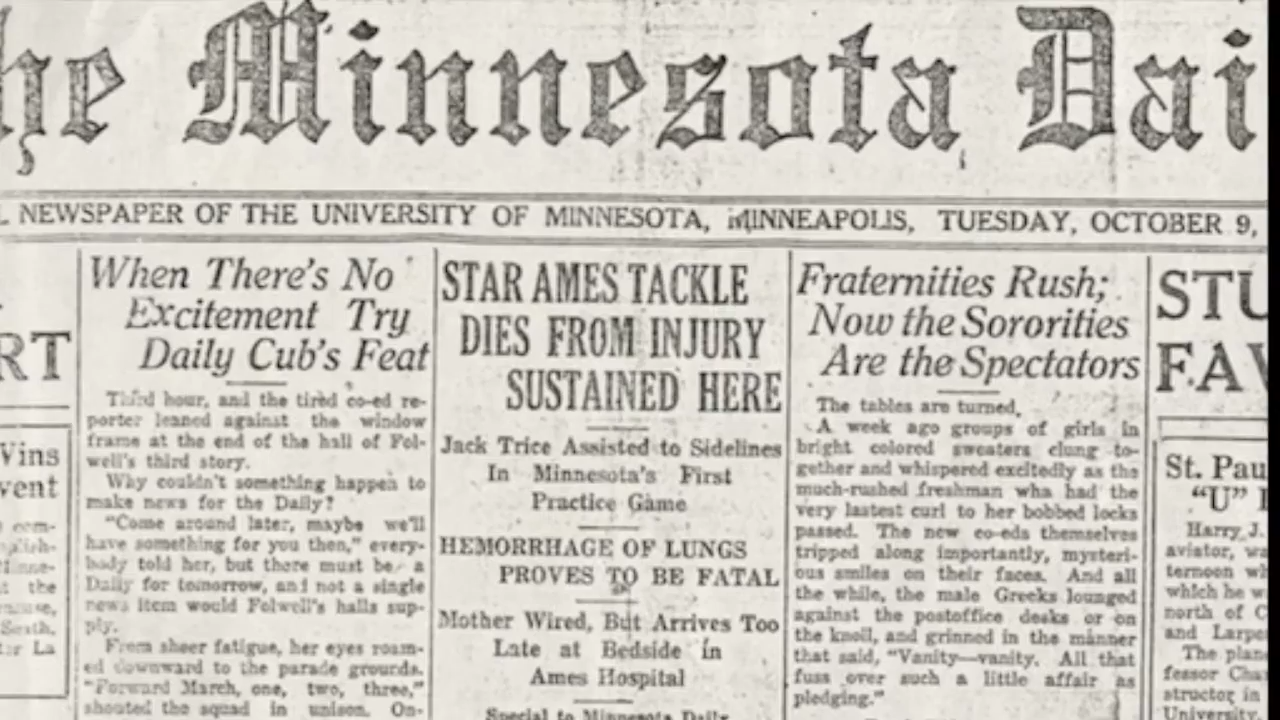 he Minnesota Dai
L NEWSPAPER OF THE UNIVERSITY OF MINNESOTA, MINNEAPOLIS, TUESDAY, OCTOBER 9,
RT
Vins
vent
the
La
When There's No
Excitement Try
Daily Cub's Feat
Third hour, and the tired co-ed re-
porter leaned against the window
frame at the end of the hall of Fol-
well's third story.
Why couldn't something happen to
make news for the Daily?
"Come around later, maybe we'll
have something for you then," every-
body told her, but there must be a
Daily for tomorrow, and not a single
news item would Folwell's halls sup-
ply.
From sheer fatigue, her eyes roam-
ed downward to the parade grounds.
"Forward March, one, two, three,"
shouted the squad in unison. On-
STAR AMES TACKLE
DIES FROM INJURY
SUSTAINED HERE
Jack Trice Assisted to Sidelines
In Minnesota's First
Practice Game
HEMORRHAGE OF LUNGS
PROVES TO BE FATAL
Mother Wired, But Arrives Too
Late at Bedside in
Ames Hospital
Special to Minnesota Daily
Fraternities Rush;
Now the Sororities
Are the Spectators
The tables are turned.
A week ago groups of girls in
bright colored sweaters clung to-
gether and whispered excitedly as the
much-rushed freshman wha had the
very lastest curl to her bobbed locks
passed. The new co-eds themselves
tripped along importantly, mysteri-
ous smiles on their faces. And all
the while, the male Greeks lounged
against the postoffice desks or on
the knoll, and grinned in the manner
that said, "Vanity—vanity. All that
fuss over such a little affair as
pledging."
STU
FAV
St. Pau
"U" I
Harry J.
aviator, wa
ternoon wh
which he w
north of C
and Larpe
The plan
fessor Cha
structor in
University.